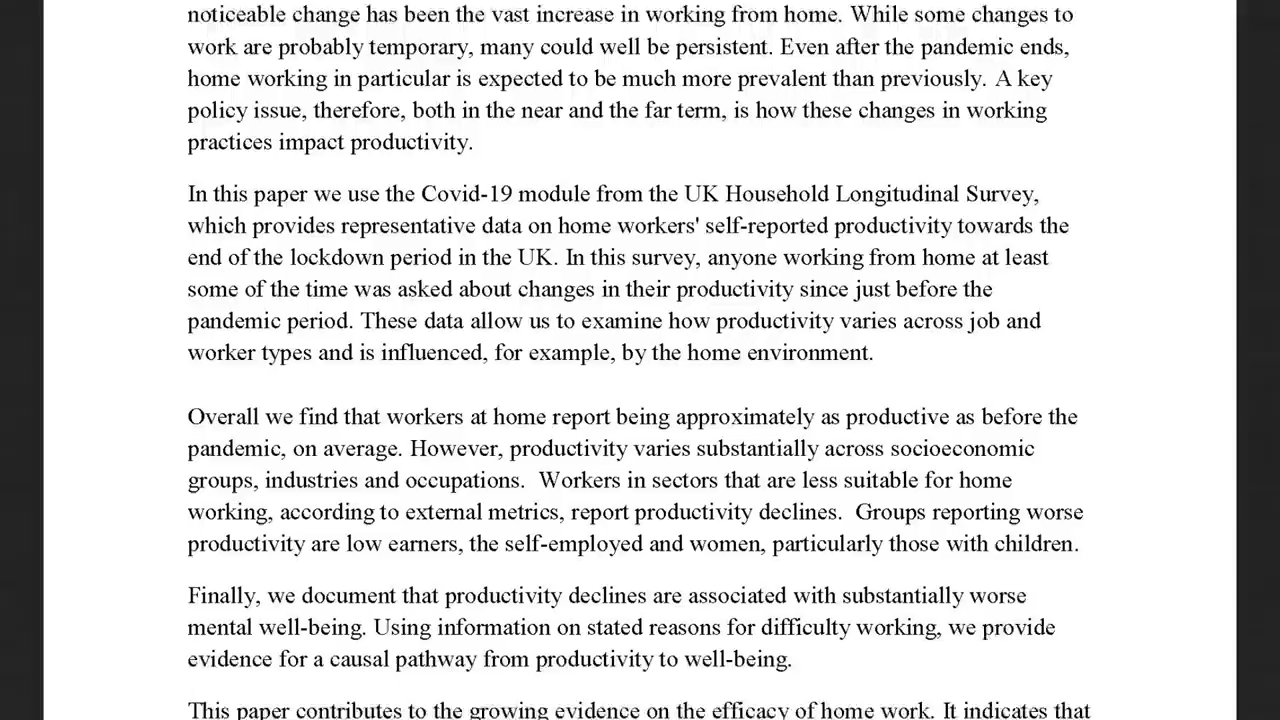 noticeable change has been the vast increase in working from home. While some changes to
work are probably temporary, many could well be persistent. Even after the pandemic ends,
home working in particular is expected to be much more prevalent than previously. A key
policy issue, therefore, both in the near and the far term, is how these changes in working
practices impact productivity.
In this paper we use the Covid-19 module from the UK Household Longitudinal Survey,
which provides representative data on home workers' self-reported productivity towards the
end of the lockdown period in the UK. In this survey, anyone working from home at least
some of the time was asked about changes in their productivity since just before the
pandemic period. These data allow us to examine how productivity varies across job and
worker types and is influenced, for example, by the home environment.
Overall we find that workers at home report being approximately as productive as before the
pandemic, on average. However, productivity varies substantially across socioeconomic
groups, industries and occupations.  Workers in sectors that are less suitable for home
working, according to external metrics, report productivity declines.  Groups reporting worse
productivity are low earners, the self-employed and women, particularly those with children.
Finally, we document that productivity declines are associated with substantially worse
mental well-being. Using information on stated reasons for difficulty working, we provide
evidence for a causal pathway from productivity to well-being.
This paper contributes to the growing evidence on the efficacy of home work. It indicates that